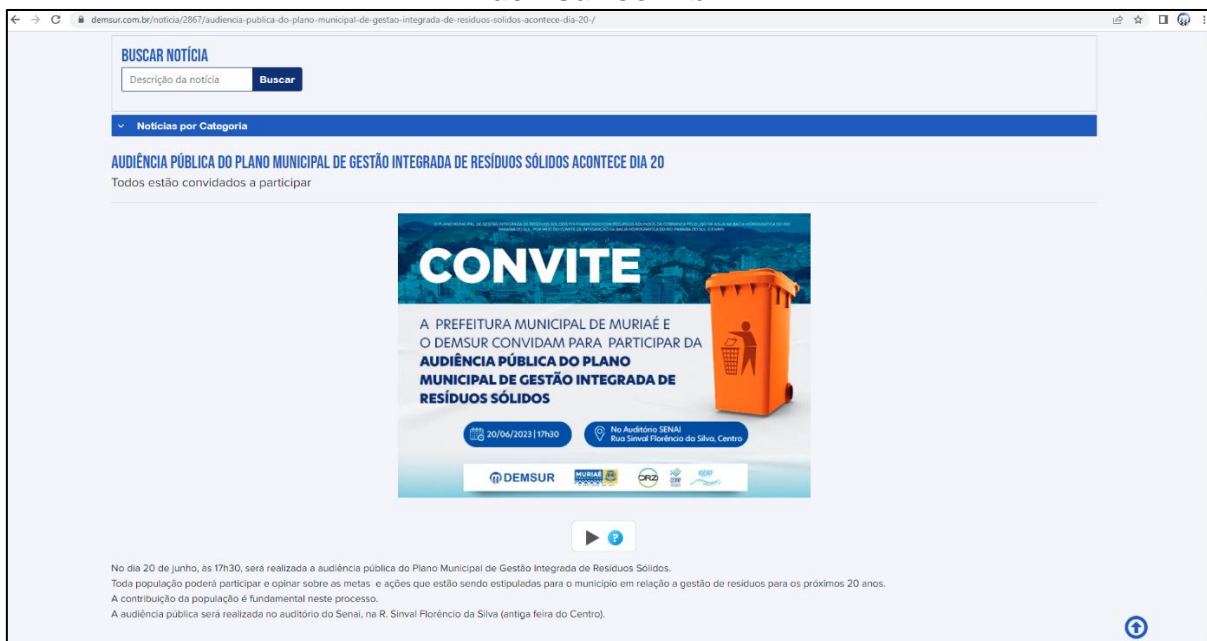 demsur.com.br/noticia/2867/audiencia-publica-do-plano-municipal-de-gestao-integrada-de-residuos-solidos-acontece-dia-20-/
BUSCAR NOTÍCIA
Descrição da notícia Buscar
Notícias por Categoria
AUDIÊNCIA PÚBLICA DO PLANO MUNICIPAL DE GESTÃO INTEGRADA DE RESÍDUOS SÓLIDOS ACONTECE DIA 20
Todos estão convidados a participar
CONVITE
A PREFEITURA MUNICIPAL DE MURIAÉ E
O DEMSUR CONVIDAM PARA PARTICIPAR DA
AUDIÊNCIA PÚBLICA DO PLANO
MUNICIPAL DE GESTÃO INTEGRADA DE
RESÍDUOS SÓLIDOS
20/06/2023 | 17h30
No Auditório SENAI
Rua Sinval Florêncio da Silva, Centro
DEMSUR MURIAÉ DRZ
No dia 20 de junho, às 17h30, será realizada a audiência pública do Plano Municipal de Gestão Integrada de Resíduos Sólidos.
Toda população poderá participar e opinar sobre as metas e ações que estão sendo estipuladas para o município em relação a gestão de resíduos para os próximos 20 anos.
A contribuição da população é fundamental neste processo.
A audiência pública será realizada no auditório do Senai, na R. Sinval Florêncio da Silva (antiga feira do Centro).